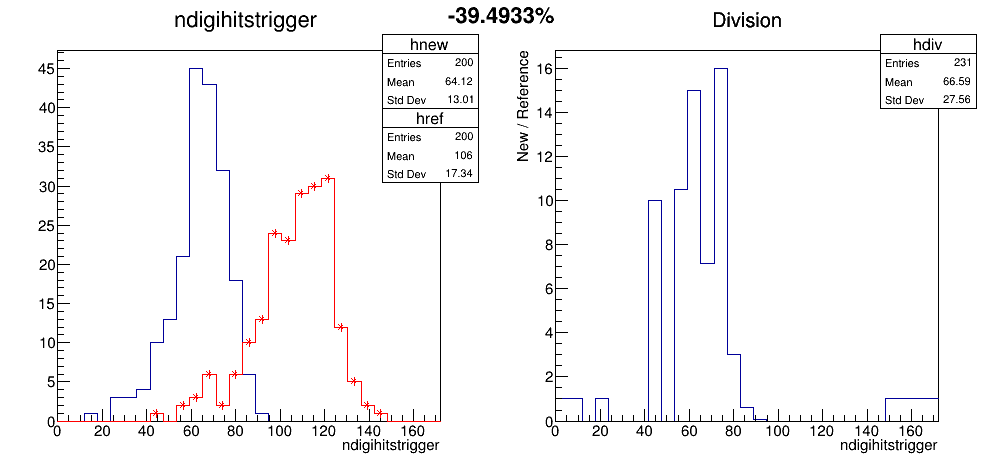 -39.4933%
ndigihitstrigger
hnew
Entries 200
Mean 64.12
Std Dev 13.01
href
Entries 200
Mean 106
Std Dev 17.34
45
40
35
30
25
20
15
10
5
0
0 20 40 60 80 100 120 140 160
ndigihitstrigger
Division
hdiv
Entries 231
Mean 66.59
Std Dev 27.56
New / Reference
16
14
12
10
8
6
4
2
0
0 20 40 60 80 100 120 140 160
ndigihitstrigger